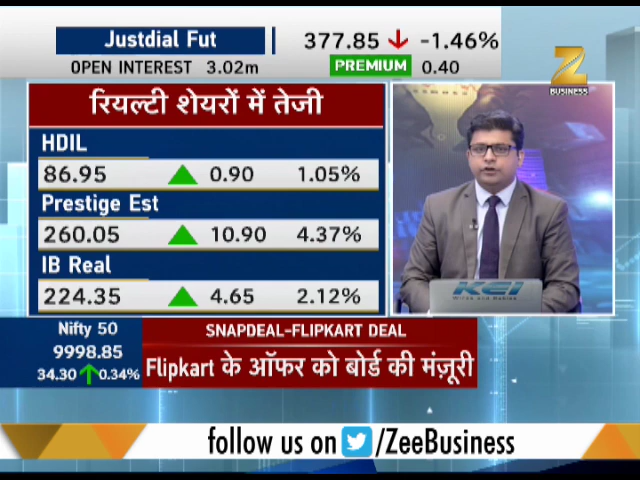 Justdial Fut
377.85 -1.46%
OPEN INTEREST 3.02m
PREMIUM 0.40
Z
BUSINESS
रियल्टी शेयरों में तेजी
HDIL
86.95 0.90 1.05%
Prestige Est
260.05 10.90 4.37%
IB Real
224.35 4.65 2.12%
KEI
Wires and Cables
Nifty 50
9998.85
34.30 0.34%
SNAPDEAL-FLIPKART DEAL
Flipkart के ऑफर को बोर्ड की मंज़ूरी
follow us on /ZeeBusiness